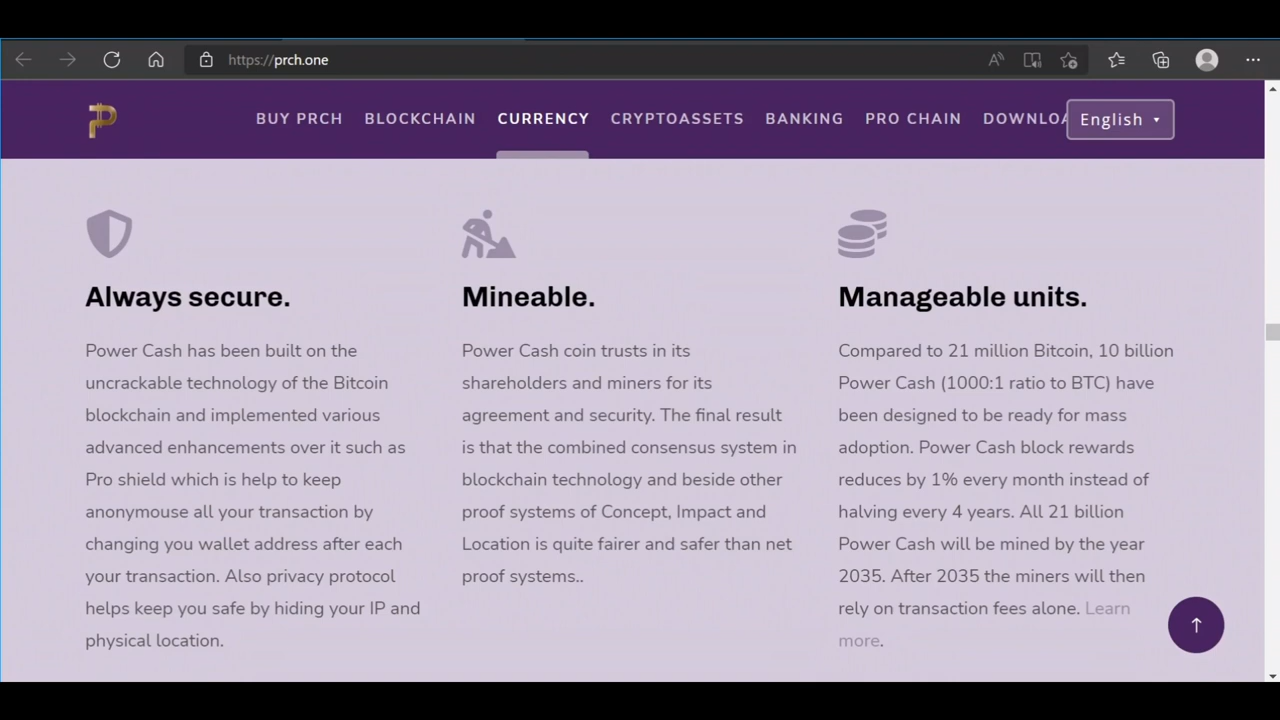 https://prch.one
BUY PRCH BLOCKCHAIN CURRENCY CRYPTOASSETS BANKING PRO CHAIN DOWNLOA English
Always secure.
Power Cash has been built on the
uncrackable technology of the Bitcoin
blockchain and implemented various
advanced enhancements over it such as
Pro shield which is help to keep
anonymouse all your transaction by
changing you wallet address after each
your transaction. Also privacy protocol
helps keep you safe by hiding your IP and
physical location.
Mineable.
Power Cash coin trusts in its
shareholders and miners for its
agreement and security. The final result
is that the combined consensus system in
blockchain technology and beside other
proof systems of Concept, Impact and
Location is quite fairer and safer than net
proof systems..
Manageable units.
Compared to 21 million Bitcoin, 10 billion
Power Cash (1000:1 ratio to BTC) have
been designed to be ready for mass
adoption. Power Cash block rewards
reduces by 1% every month instead of
halving every 4 years. All 21 billion
Power Cash will be mined by the year
2035. After 2035 the miners will then
rely on transaction fees alone. Learn
more.